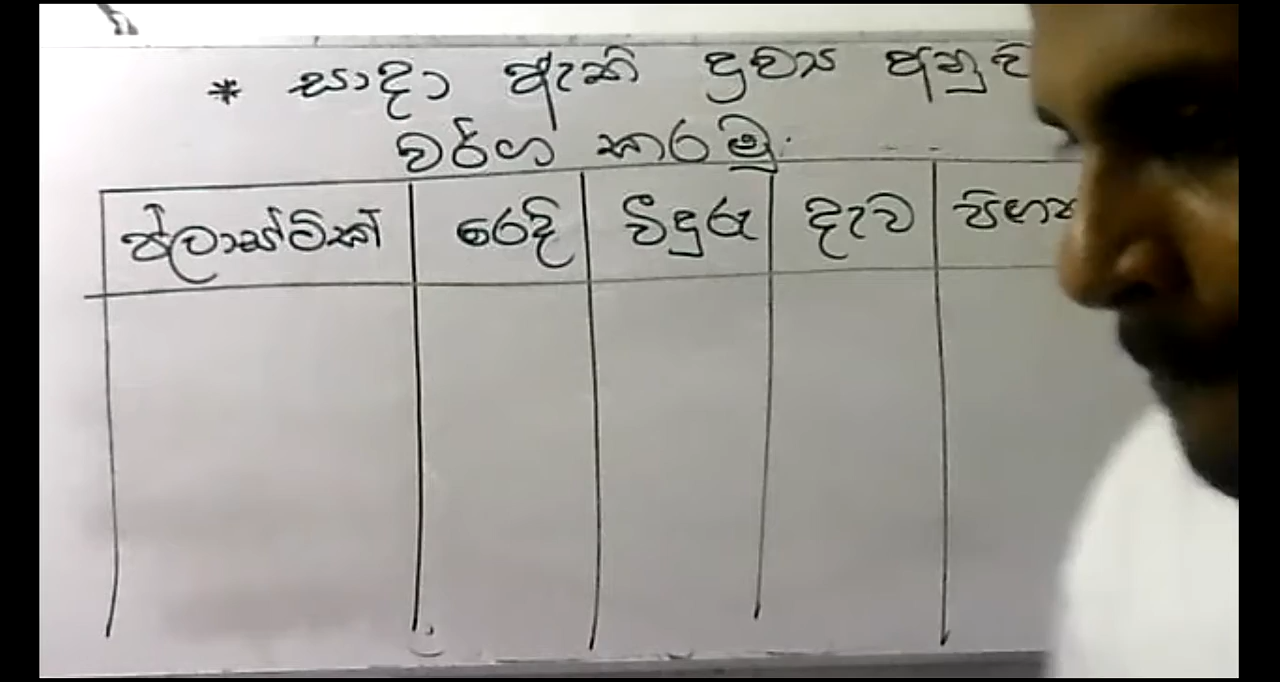 * සාදා ඇති ද්‍රව්‍ය අනුව
වර්ග කරමු.
ප්ලාස්ටික් රෙදි වීදුරු දැව